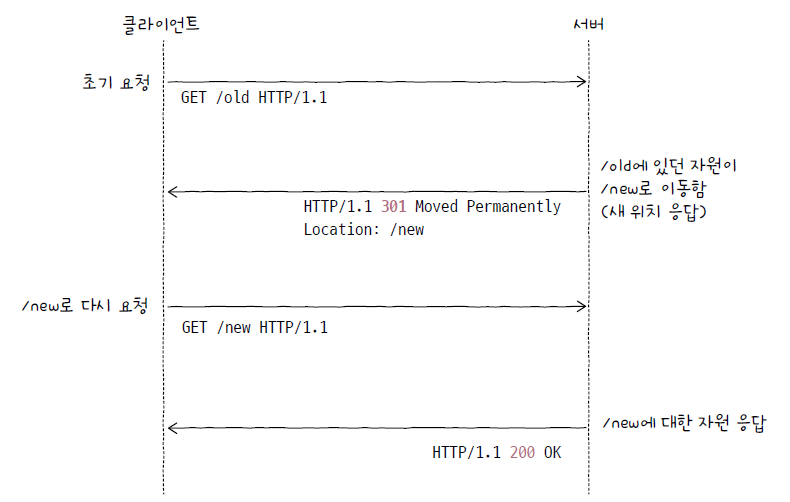 클라이언트
서버
초기 요청
GET /old HTTP/1.1
/old에 있던 자원이
/new로 이동함
(새 위치 응답)
HTTP/1.1 301 Moved Permanently
Location: /new
/new로 다시 요청
GET /new HTTP/1.1
/new에 대한 자원 응답
HTTP/1.1 200 OK